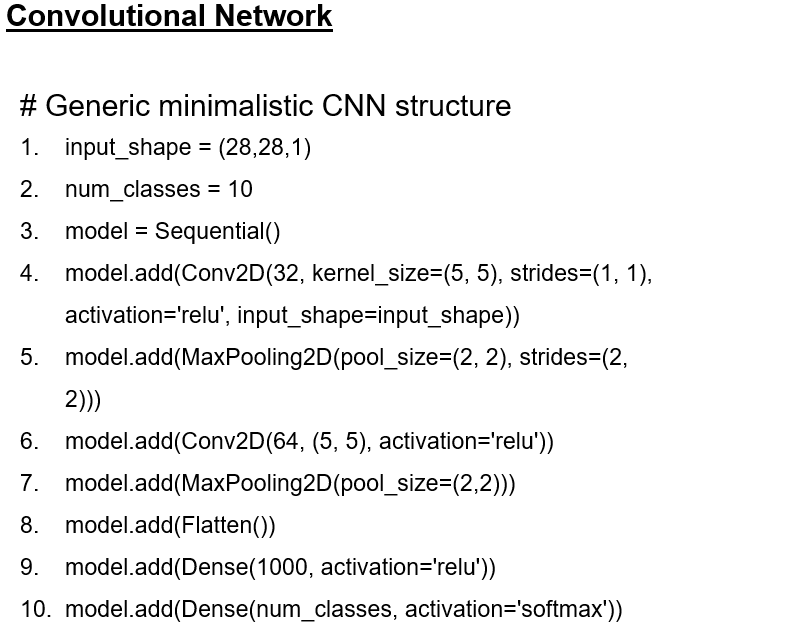 Convolutional Network
# Generic minimalistic CNN structure
1. input_shape = (28,28,1)
2. num_classes = 10
3. model = Sequential()
4. model.add(Conv2D(32, kernel_size=(5, 5), strides=(1, 1),
activation='relu', input_shape=input_shape))
5. model.add(MaxPooling2D(pool_size=(2, 2), strides=(2,
2)))
6. model.add(Conv2D(64, (5, 5), activation='relu'))
7. model.add(MaxPooling2D(pool_size=(2,2)))
8. model.add(Flatten())
9. model.add(Dense(1000, activation='relu'))
10. model.add(Dense(num_classes, activation='softmax'))